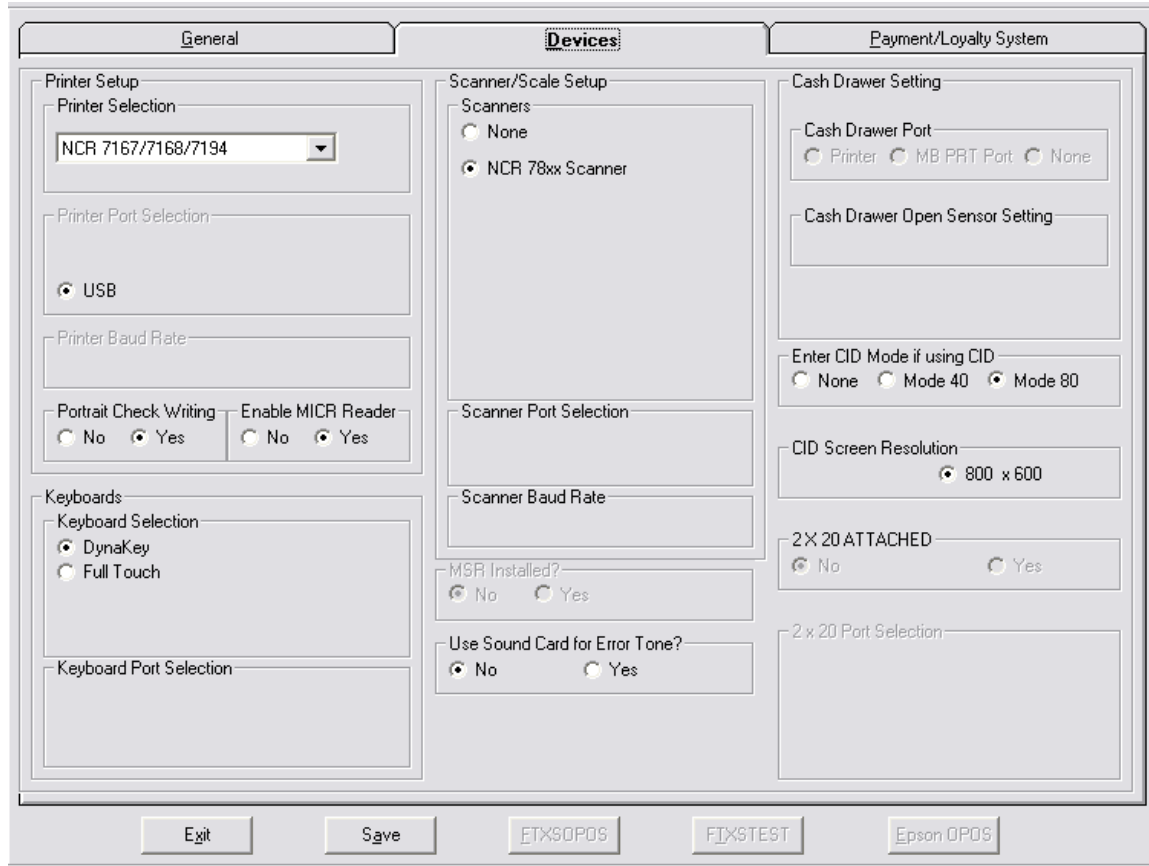 General
Devices
Payment/Loyalty System
Printer Setup
Printer Selection
NCR 7167/7168/7194
Printer Port Selection
USB
Printer Baud Rate
Portrait Check Writing
No Yes
Enable MICR Reader
No Yes
Keyboards
Keyboard Selection
DynaKey
Full Touch
Keyboard Port Selection
Scanner/Scale Setup
Scanners
None
NCR 78xx Scanner
Scanner Port Selection
Scanner Baud Rate
MSR Installed?
No Yes
Use Sound Card for Error Tone?
No Yes
Cash Drawer Setting
Cash Drawer Port
Printer MB PRT Port None
Cash Drawer Open Sensor Setting
Enter CID Mode if using CID
None Mode 40 Mode 80
CID Screen Resolution
800 x 600
2 X 20 ATTACHED
No Yes
2 x 20 Port Selection
Exit
Save
FTXSOPOS
FTXSTEST
Epson OPOS